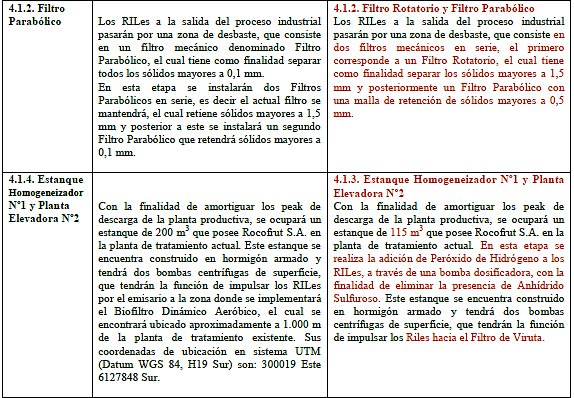 4.1.2. Filtro
Parabólico
Los RILes a la salida del proceso industrial
pasarán por una zona de desbaste, que consiste
en un filtro mecánico denominado Filtro
Parabólico, el cual tiene como finalidad separar
todos los sólidos mayores a 0,1 mm.
En esta etapa se instalarán dos Filtros
Parabólicos en serie, es decir el actual filtro se
mantendrá, el cual retiene sólidos mayores a 1,5
mm y posterior a este se instalará un segundo
Filtro Parabólico que retendrá sólidos mayores a
0,1 mm.
4.1.2. Filtro Rotatorio y Filtro Parabólico
Los RILes a la salida del proceso industrial
pasarán por una zona de desbaste, que consiste en
dos filtros mecánicos en serie, el primero
corresponde a un Filtro Rotatorio, el cual tiene
como finalidad separar los sólidos mayores a 1,5
mm y posteriormente un Filtro Parabólico con
una malla de retención de sólidos mayores a 0,5
mm.
4.1.4. Estanque
Homogeneizador
N°1 y Planta
Elevadora N°2
Con la finalidad de amortiguar los peak de
descarga de la planta productiva, se ocupará un
estanque de 200 m³ que posee Rocofrut S.A. en
la planta de tratamiento actual. Este estanque se
encuentra construido en hormigón armado y
tendrá dos bombas centrífugas de superficie,
que tendrán la función de impulsar los RILes
por el emisario a la zona donde se implementará
el Biofiltro Dinámico Aeróbico, el cual se
encontrará ubicado aproximadamente a 1.000 m
de la planta de tratamiento existente. Sus
coordenadas de ubicación en sistema UTM
(Datum WGS 84, H19 Sur) son: 300019 Este
6127848 Sur.
4.1.3. Estanque Homogeneizador N°1 y Planta
Elevadora N°2
Con la finalidad de amortiguar los peak de
descarga de la planta productiva, se ocupará un
estanque de 115 m³ que posee Rocofrut S.A. en la
planta de tratamiento actual. En esta etapa se
realiza la adición de Peróxido de Hidrógeno a los
RILes, a través de una bomba dosificadora, con la
finalidad de eliminar la presencia de Anhídrido
Sulfuroso. Este estanque se encuentra construido
en hormigón armado y tendrá dos bombas
centrífugas de superficie, que tendrán la función
de impulsar los Riles hacia el Filtro de Viruta.